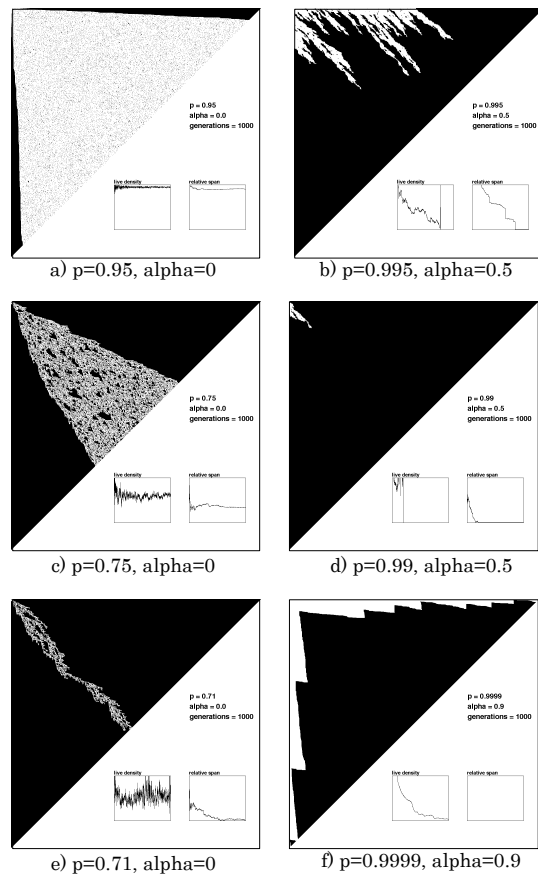 p = 0.95
alpha = 0.0
generations = 1000
live density relative span
a) p=0.95, alpha=0
p = 0.995
alpha = 0.5
generations = 1000
live density relative span
b) p=0.995, alpha=0.5
p = 0.75
alpha = 0.0
generations = 1000
live density relative span
c) p=0.75, alpha=0
p = 0.99
alpha = 0.5
generations = 1000
live density relative span
d) p=0.99, alpha=0.5
p = 0.71
alpha = 0.0
generations = 1000
live density relative span
e) p=0.71, alpha=0
p = 0.9999
alpha = 0.9
generations = 1000
live density relative span
f) p=0.9999, alpha=0.9